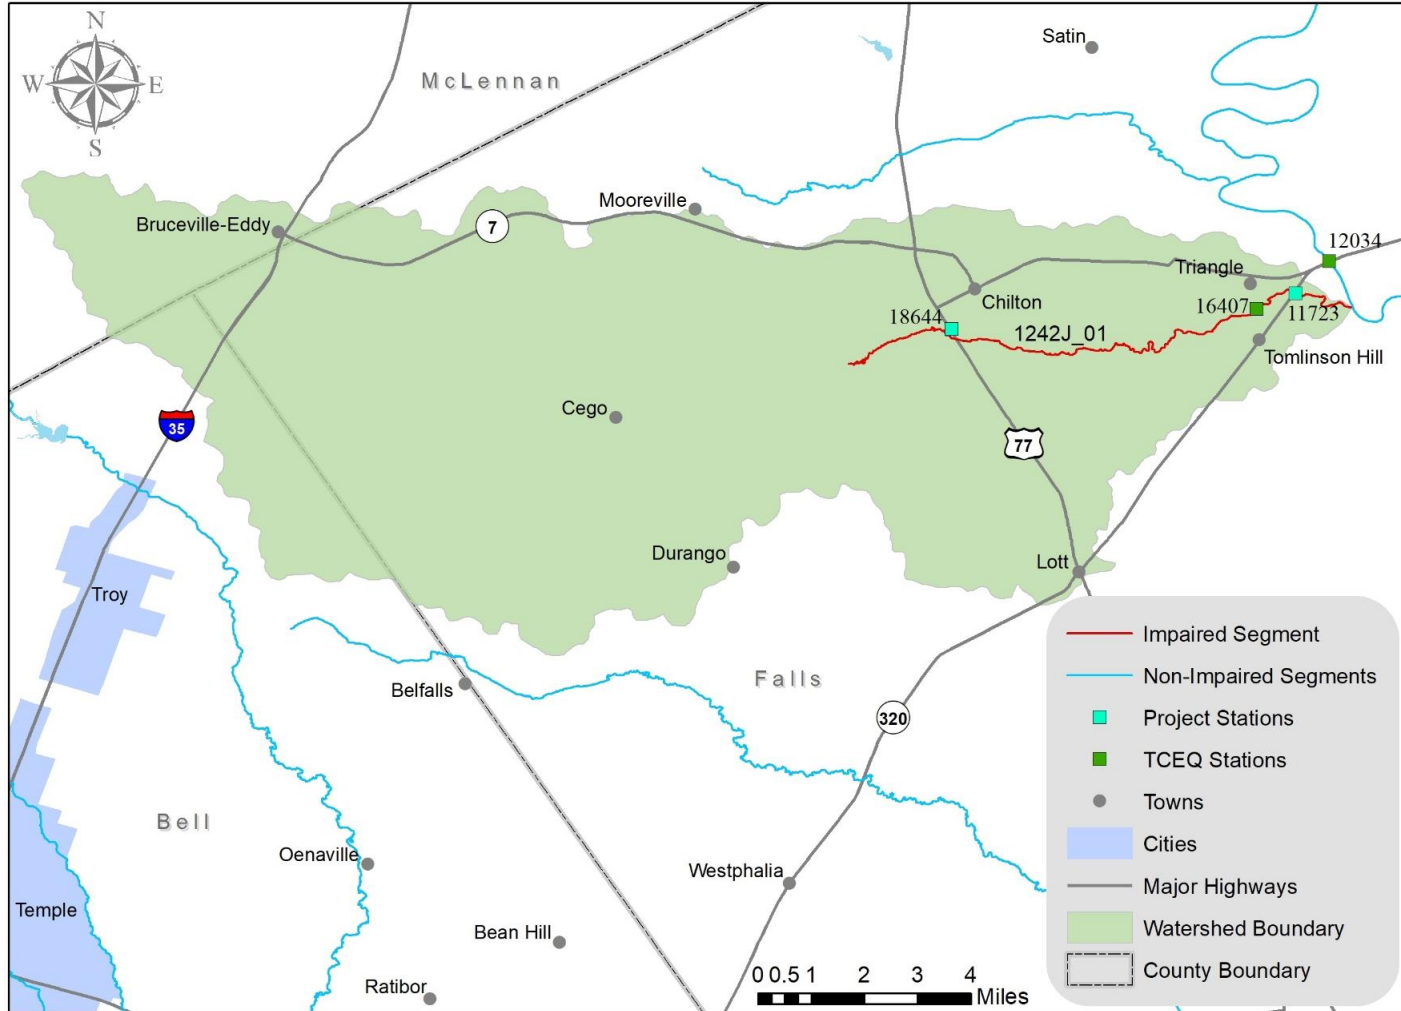 N
W E
S
McLennan
Satin
Bruceville-Eddy
Mooreville
7
12034
Triangle
Chilton
18644
16407
11723
1242J_01
Tomlinson Hill
Cego
35
77
Durango
Lott
Troy
Belfalls
Falls
320
Bell
Oenaville
Westphalia
Temple
Bean Hill
Ratibor
0 0.5 1 2 3 4
Miles
Impaired Segment
Non-Impaired Segments
Project Stations
TCEQ Stations
Towns
Cities
Major Highways
Watershed Boundary
County Boundary